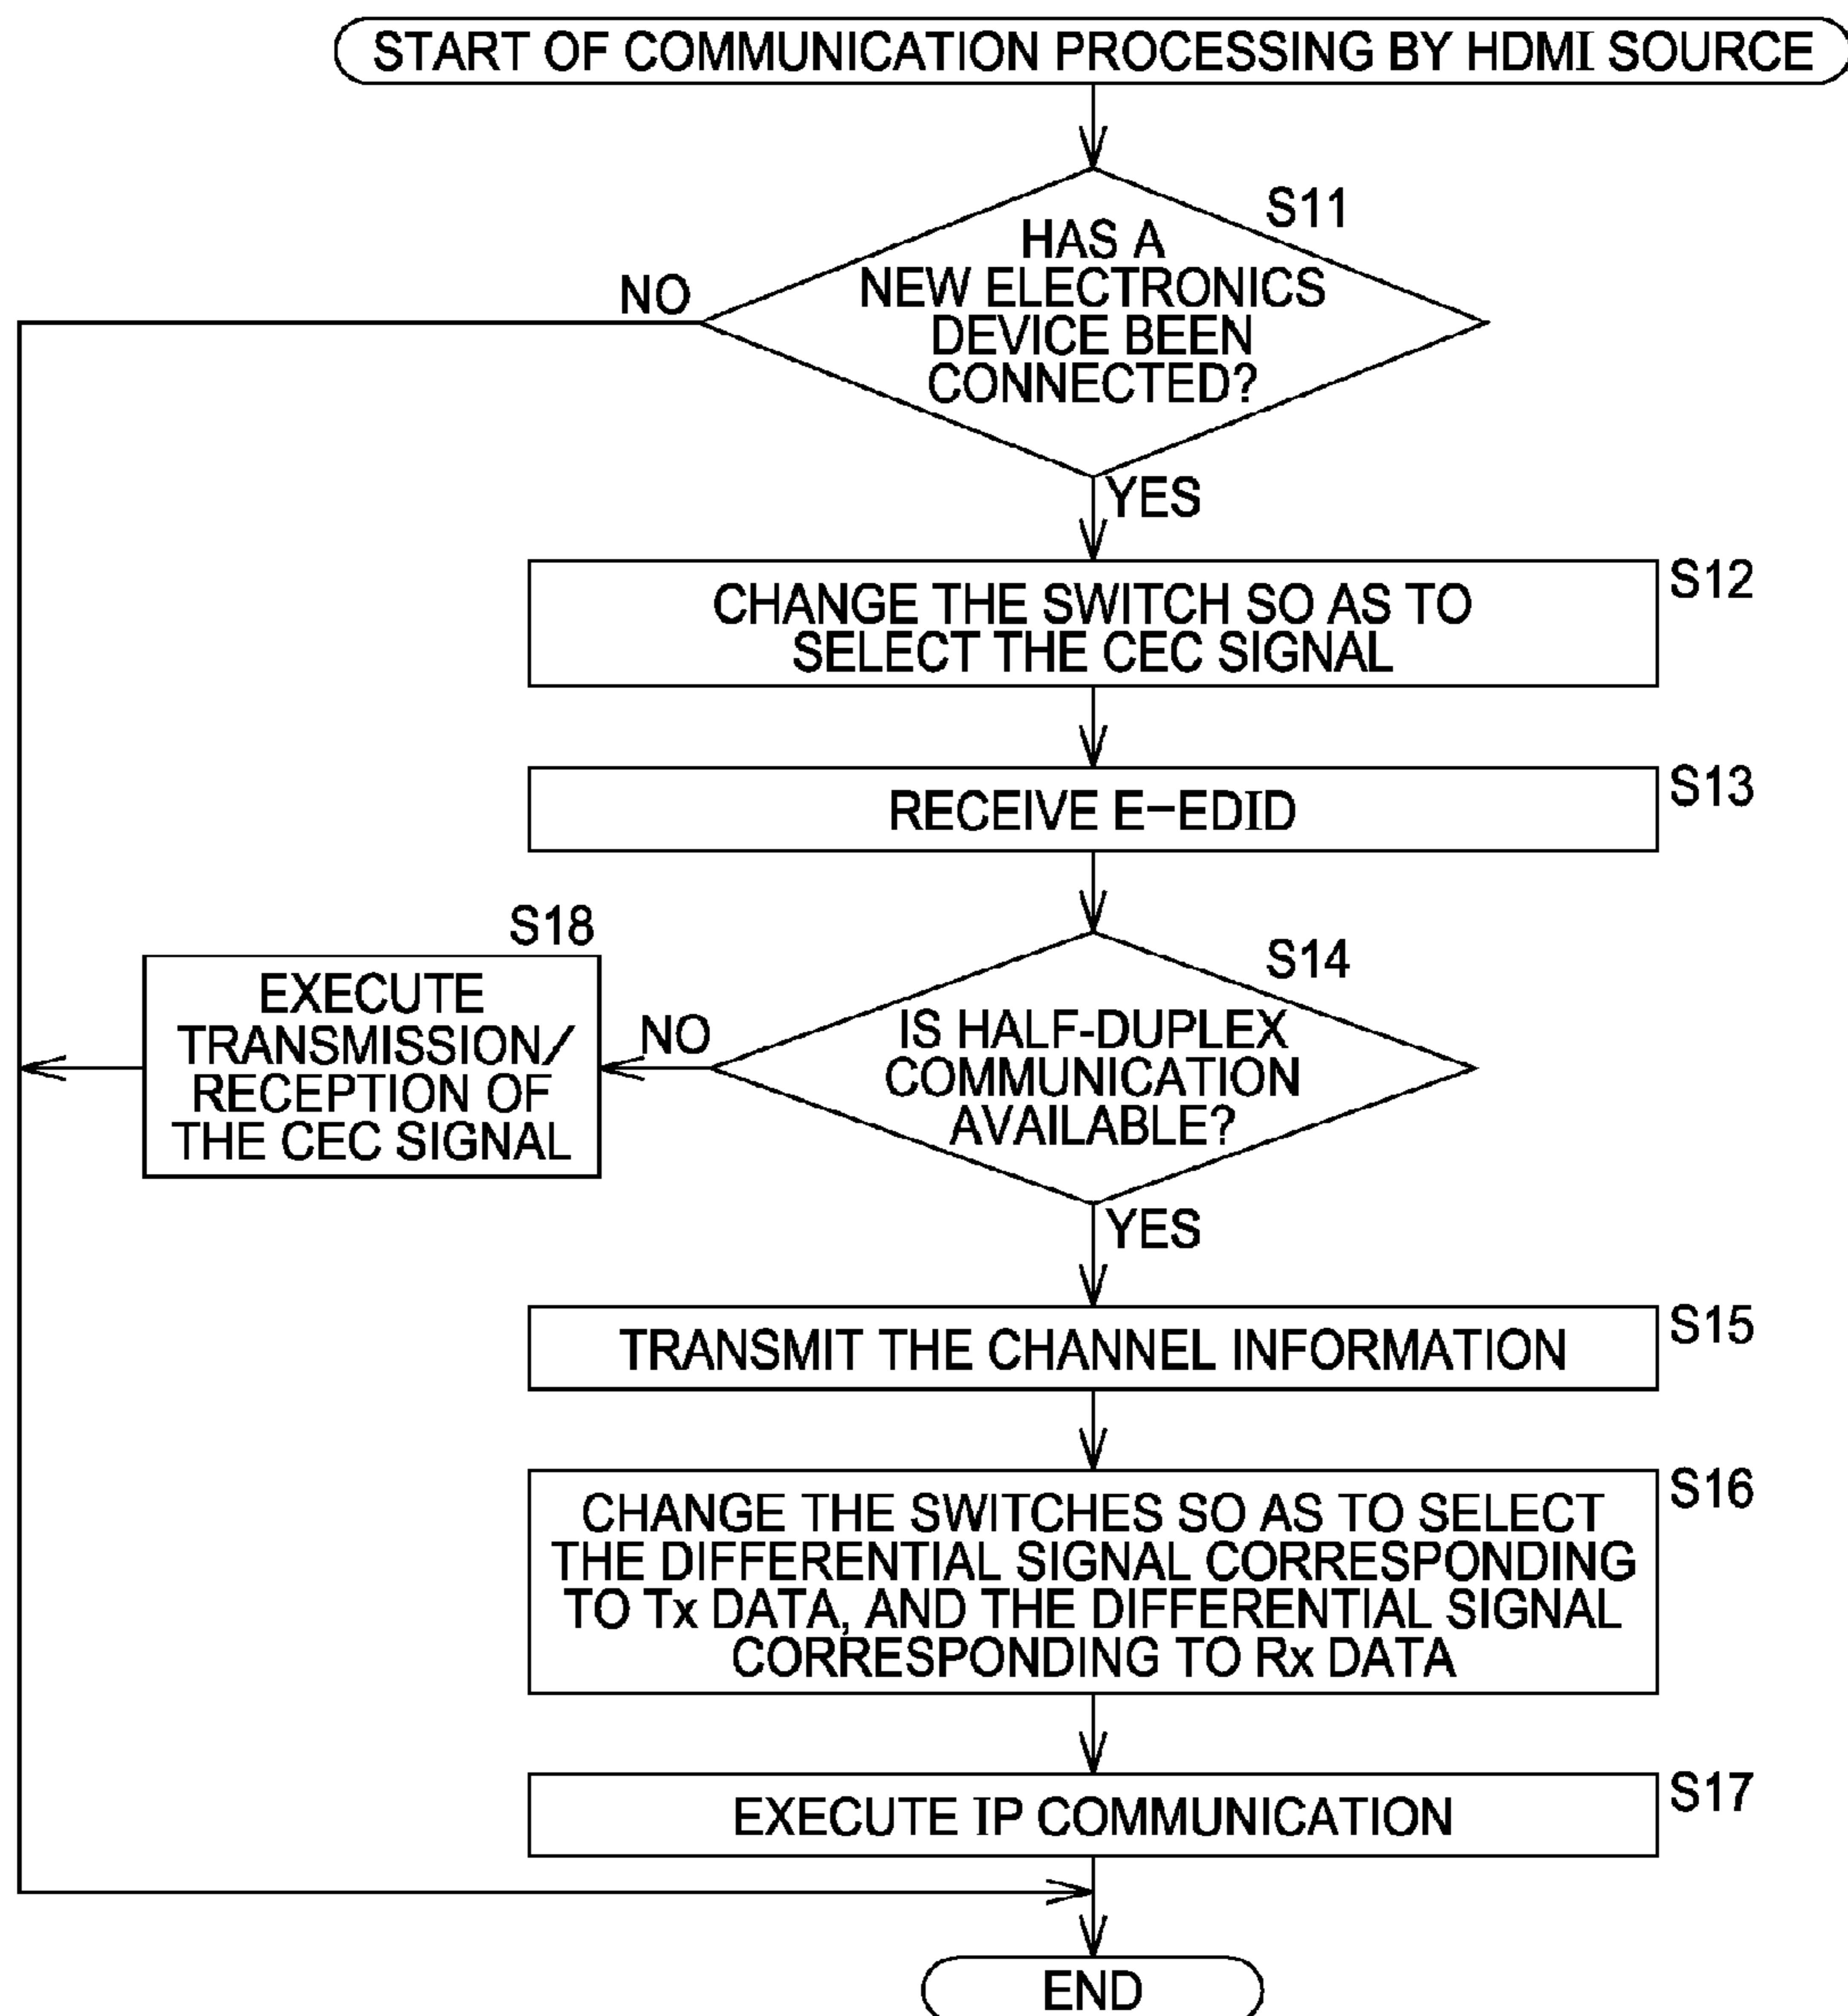 START OF COMMUNICATION PROCESSING BY HDMI SOURCE
S11
HAS A
NEW ELECTRONICS
DEVICE BEEN
CONNECTED?
NO
YES
S12
CHANGE THE SWITCH SO AS TO
SELECT THE CEC SIGNAL
S13
RECEIVE E-EDID
S14
IS HALF-DUPLEX
COMMUNICATION
AVAILABLE?
NO
S18
EXECUTE
TRANSMISSION/
RECEPTION OF
THE CEC SIGNAL
YES
S15
TRANSMIT THE CHANNEL INFORMATION
S16
CHANGE THE SWITCHES SO AS TO SELECT
THE DIFFERENTIAL SIGNAL CORRESPONDING
TO Tx DATA, AND THE DIFFERENTIAL SIGNAL
CORRESPONDING TO Rx DATA
S17
EXECUTE IP COMMUNICATION
END